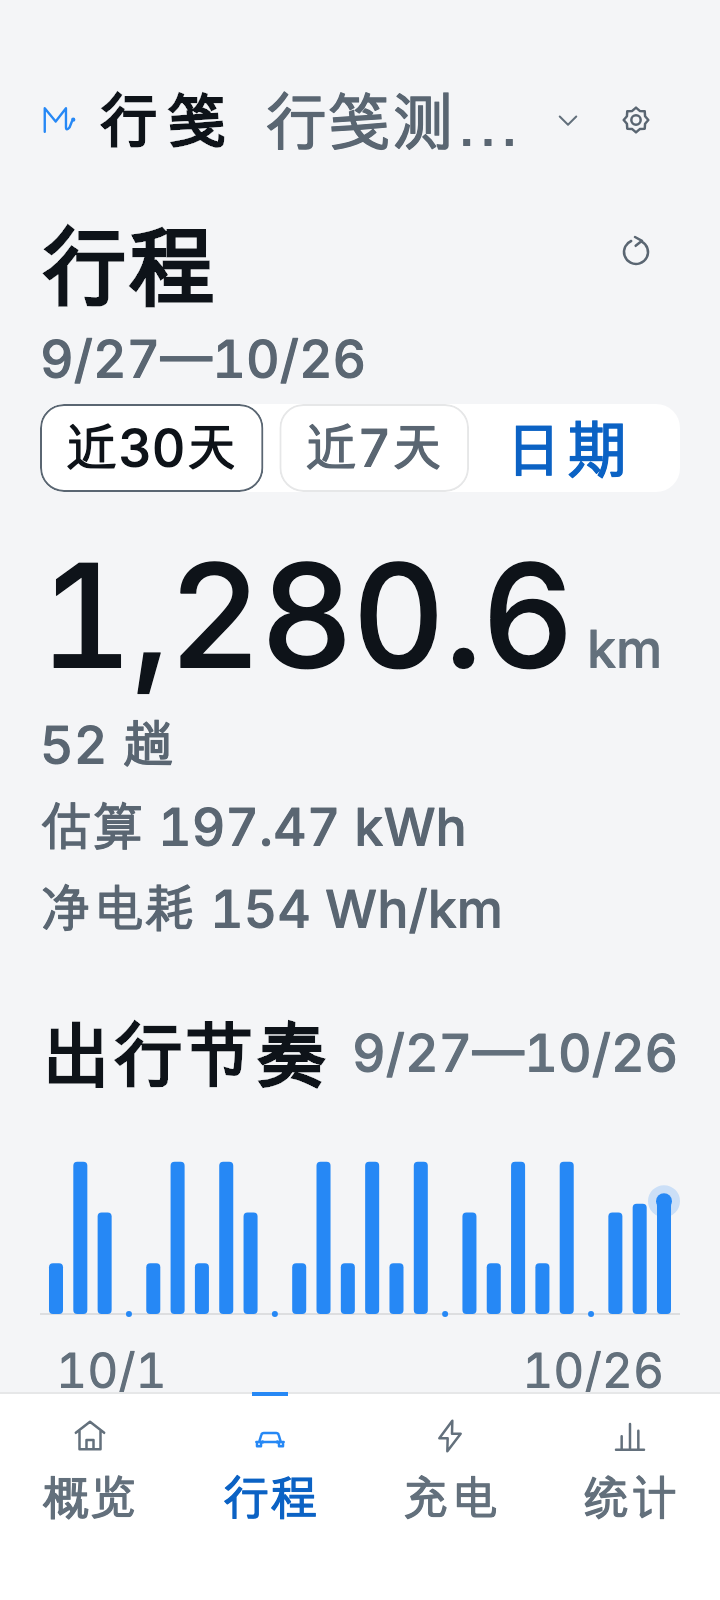 行笺 行笺测...
行程
9/27—10/26
近30天 近7天 日期
1,280.6 km
52 趟
估算 197.47 kWh
净电耗 154 Wh/km
出行节奏 9/27—10/26
10/1 10/26
概览 行程 充电 统计